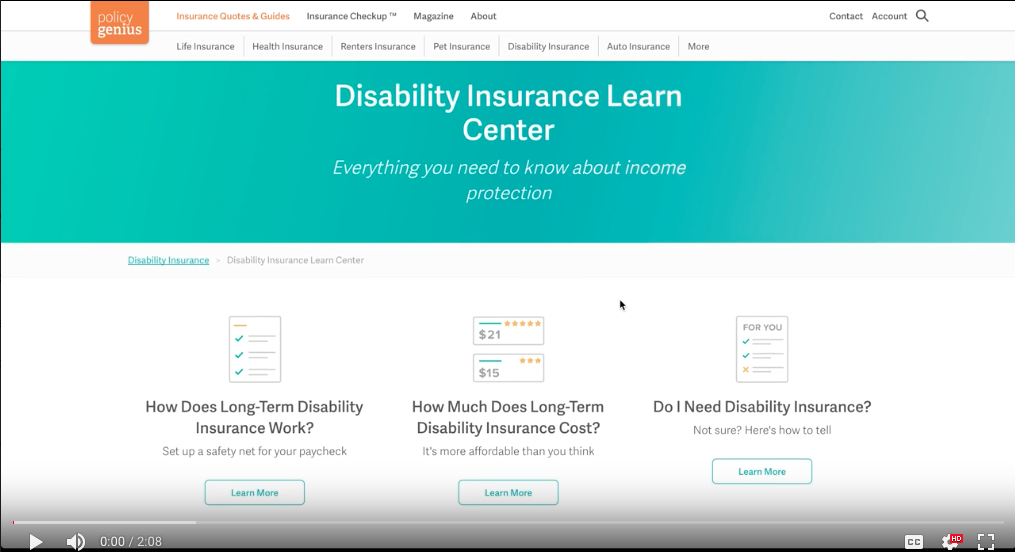 policy
genius
Insurance Quotes & Guides
Insurance Checkup ™
Magazine
About
Contact
Account
Life Insurance
Health Insurance
Renters Insurance
Pet Insurance
Disability Insurance
Auto Insurance
More
Disability Insurance Learn
Center
Everything you need to know about income
protection
Disability Insurance > Disability Insurance Learn Center
$21
$15
FOR YOU
How Does Long-Term Disability
Insurance Work?
Set up a safety net for your paycheck
Learn More
How Much Does Long-Term
Disability Insurance Cost?
It's more affordable than you think
Learn More
Do I Need Disability Insurance?
Not sure? Here's how to tell
Learn More
0:00 / 2:08
CC
HD